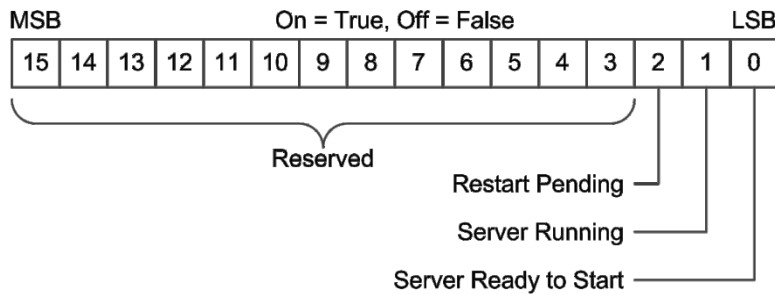 MSB On = True, Off = False LSB
15 14 13 12 11 10 9 8 7 6 5 4 3 2 1 0
Reserved
Restart Pending
Server Running
Server Ready to Start